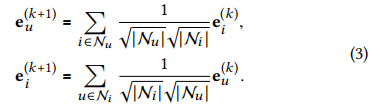 e_u^{(k+1)} = \sum_{i \in \mathcal{N}_u} \frac{1}{\sqrt{|\mathcal{N}_u|}\sqrt{|\mathcal{N}_i|}} e_i^{(k)},
(3)
e_i^{(k+1)} = \sum_{u \in \mathcal{N}_i} \frac{1}{\sqrt{|\mathcal{N}_i|}\sqrt{|\mathcal{N}_u|}} e_u^{(k)}.